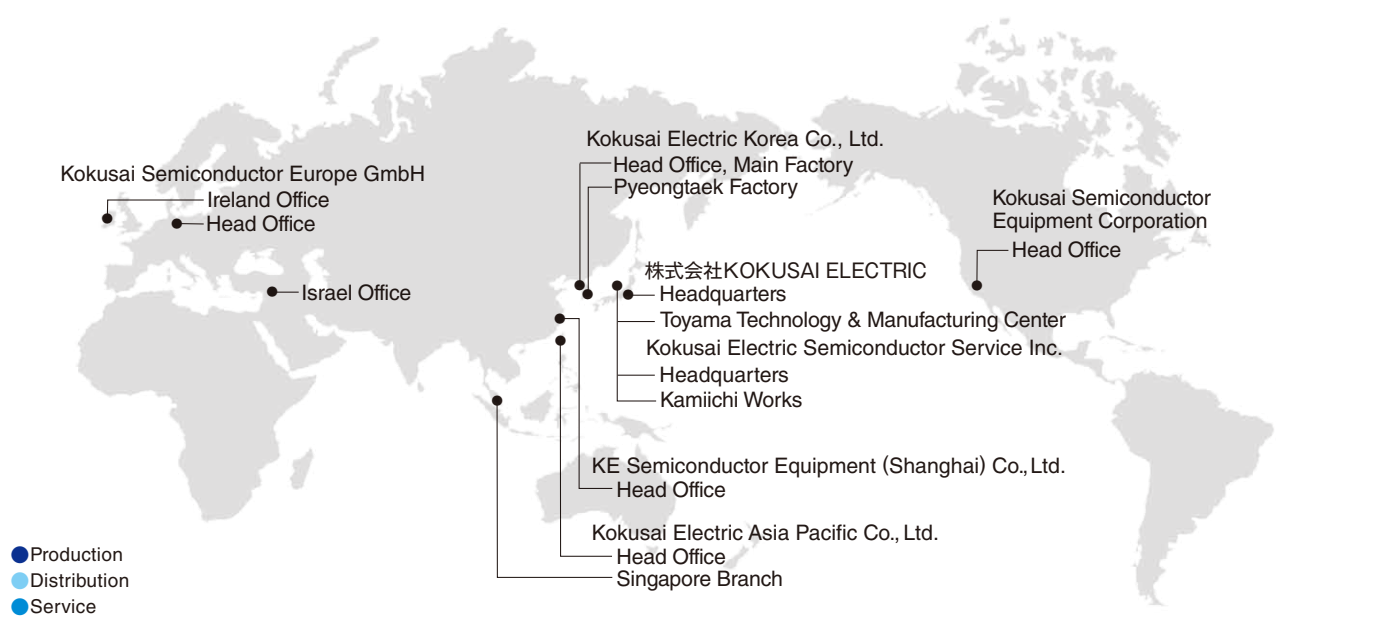 Kokusai Semiconductor Europe GmbH
Ireland Office
Head Office
Israel Office
Kokusai Electric Korea Co., Ltd.
Head Office, Main Factory
Pyeongtaek Factory
Kokusai Semiconductor
Equipment Corporation
Head Office
株式会社KOKUSAI ELECTRIC
Headquarters
Toyama Technology & Manufacturing Center
Kokusai Electric Semiconductor Service Inc.
Headquarters
Kamiichi Works
KE Semiconductor Equipment (Shanghai) Co., Ltd.
Head Office
Kokusai Electric Asia Pacific Co., Ltd.
Head Office
Singapore Branch
Production
Distribution
Service